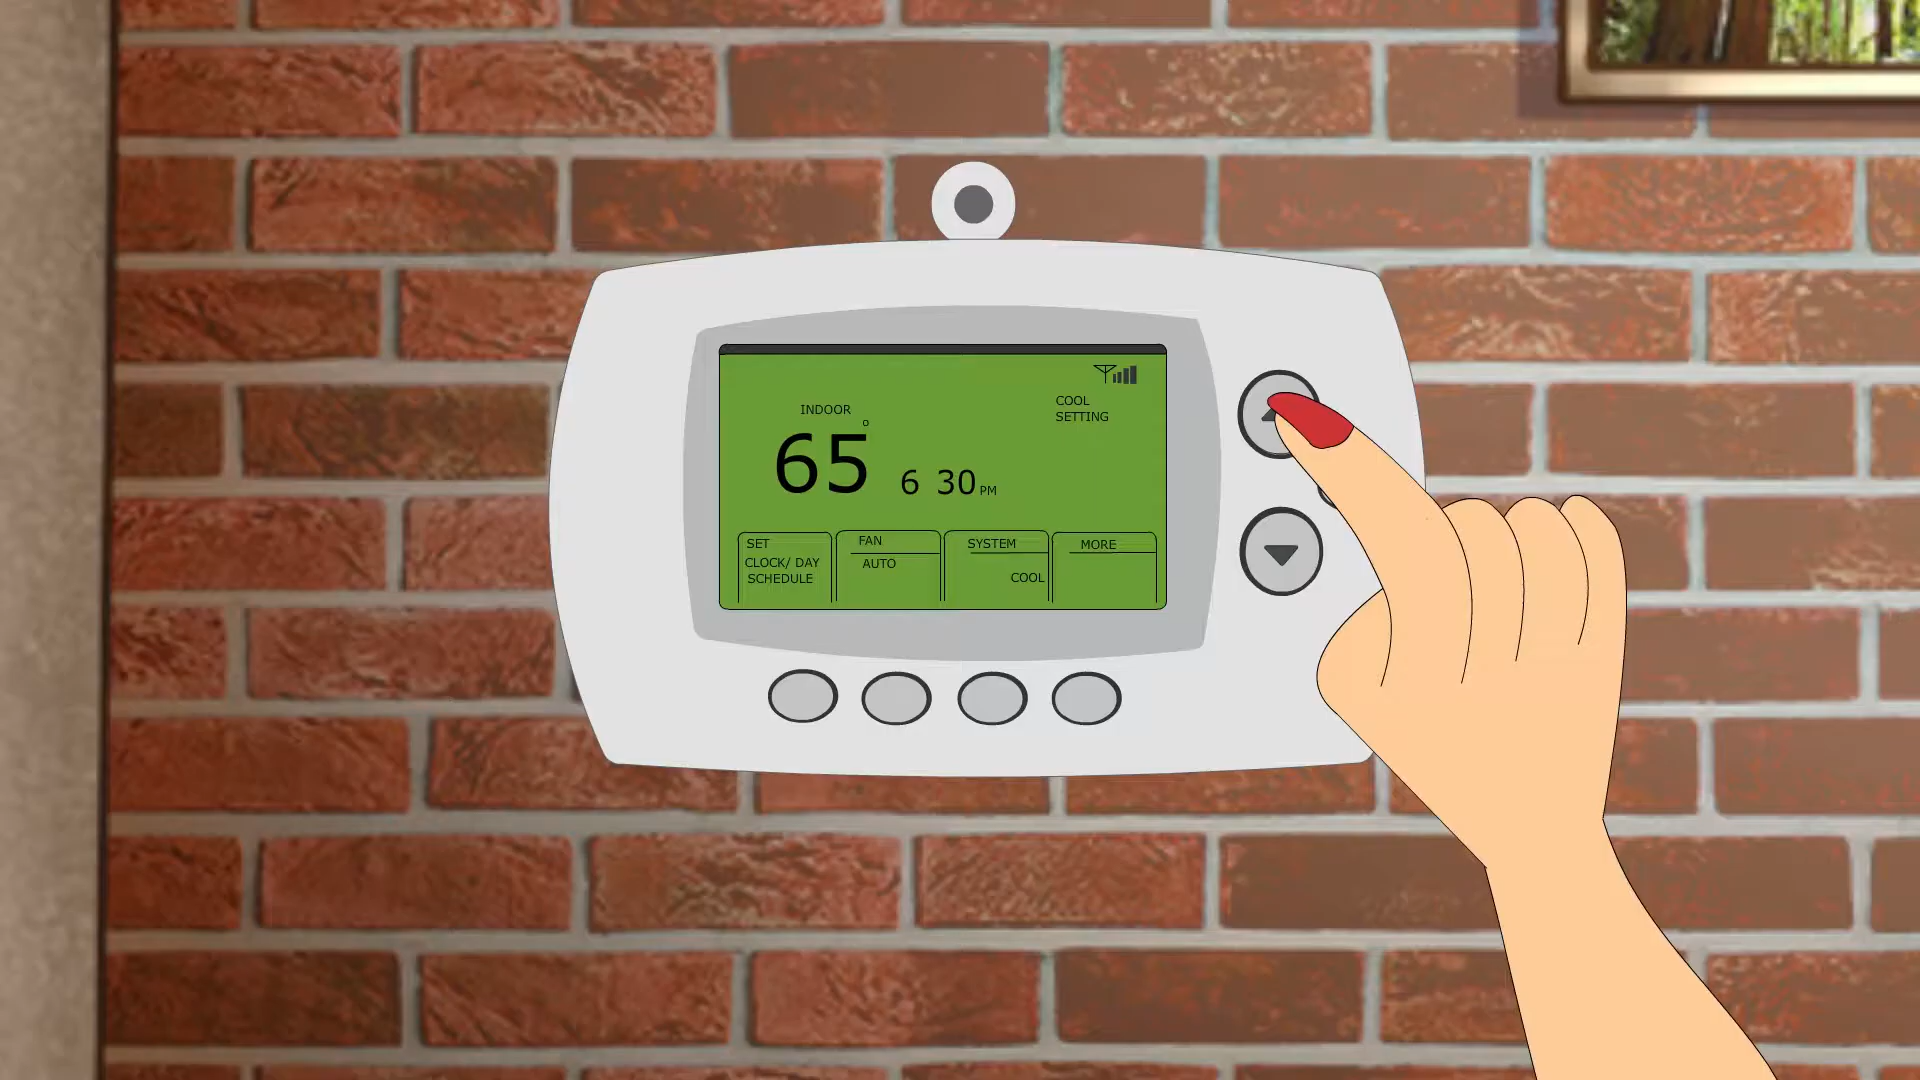 INDOOR
COOL
SETTING
65°
6 30 PM
SET
CLOCK/ DAY
SCHEDULE
FAN
AUTO
SYSTEM
COOL
MORE